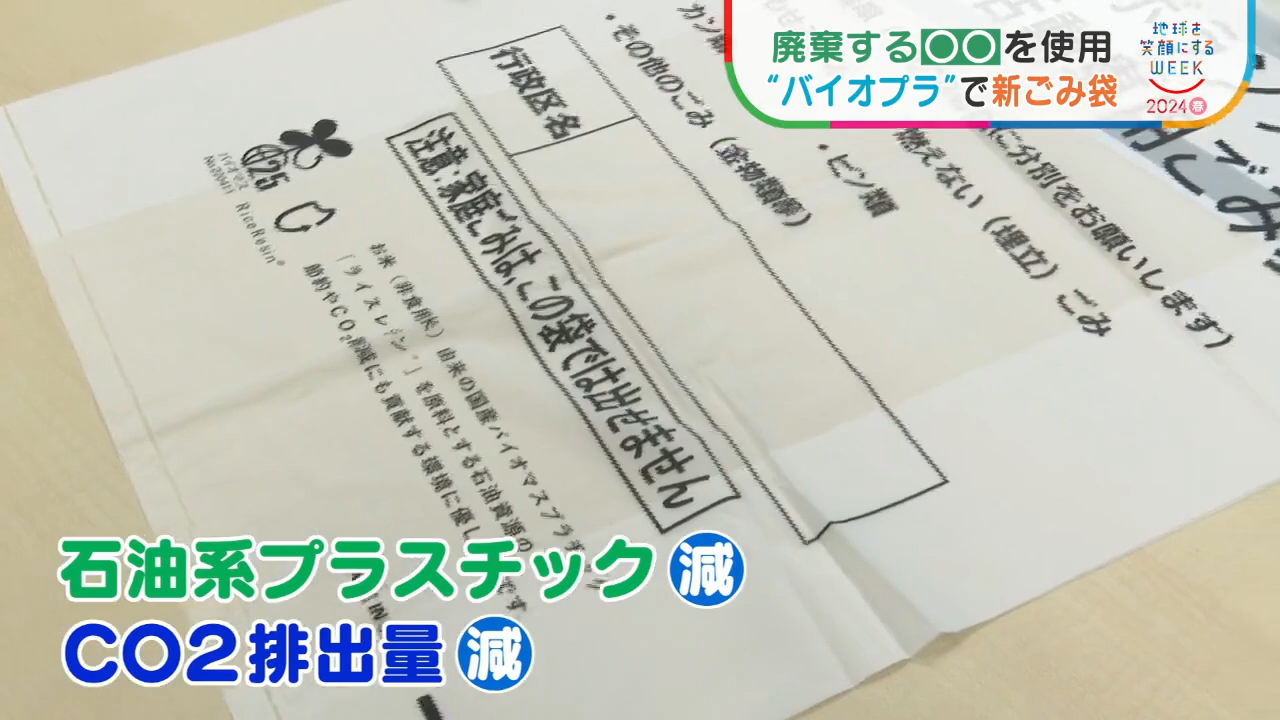 廃棄する〇〇を使用
“バイオプラ”で新ごみ袋
地球を
笑顔にする
WEEK
2024春
行政区名
注意:家庭ごみは、この袋では出せません
・その他のごみ(金物類等)
・ビン類
燃えない(埋立)ごみ
に分別をお願いします)
25
バイオマス
RiceResin®
お米(非食用米)由来の国産バイオマスプラ
「ライスレジン®」を原料とする石油資源の
節約やCO₂削減にも貢献する環境に優し
です
石油系プラスチック 減
CO2排出量 減